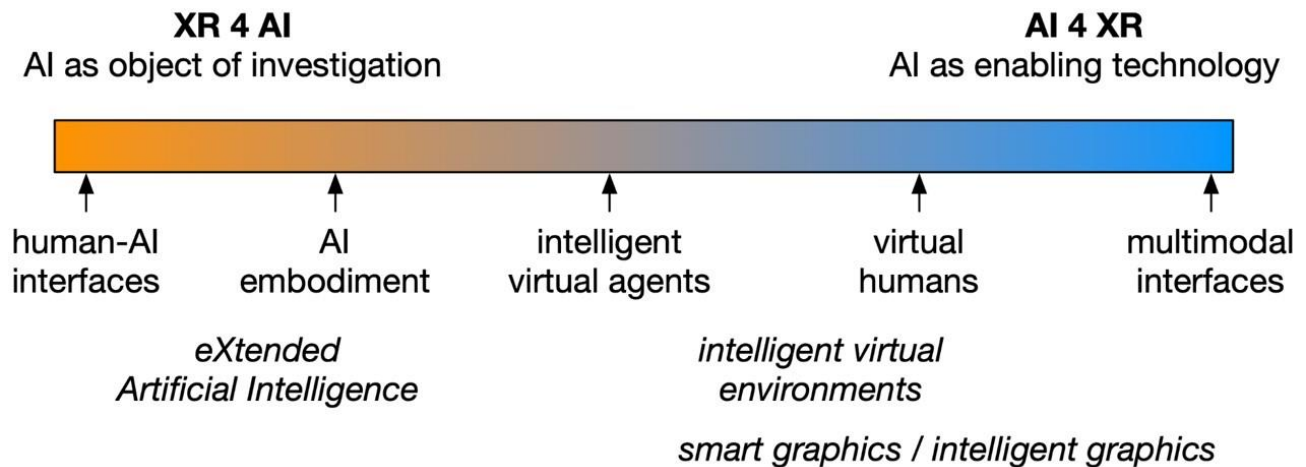 XR 4 AI
AI as object of investigation
AI 4 XR
AI as enabling technology
human-AI
interfaces
AI
embodiment
intelligent
virtual agents
virtual
humans
multimodal
interfaces
eXtended
Artificial Intelligence
intelligent virtual
environments
smart graphics / intelligent graphics